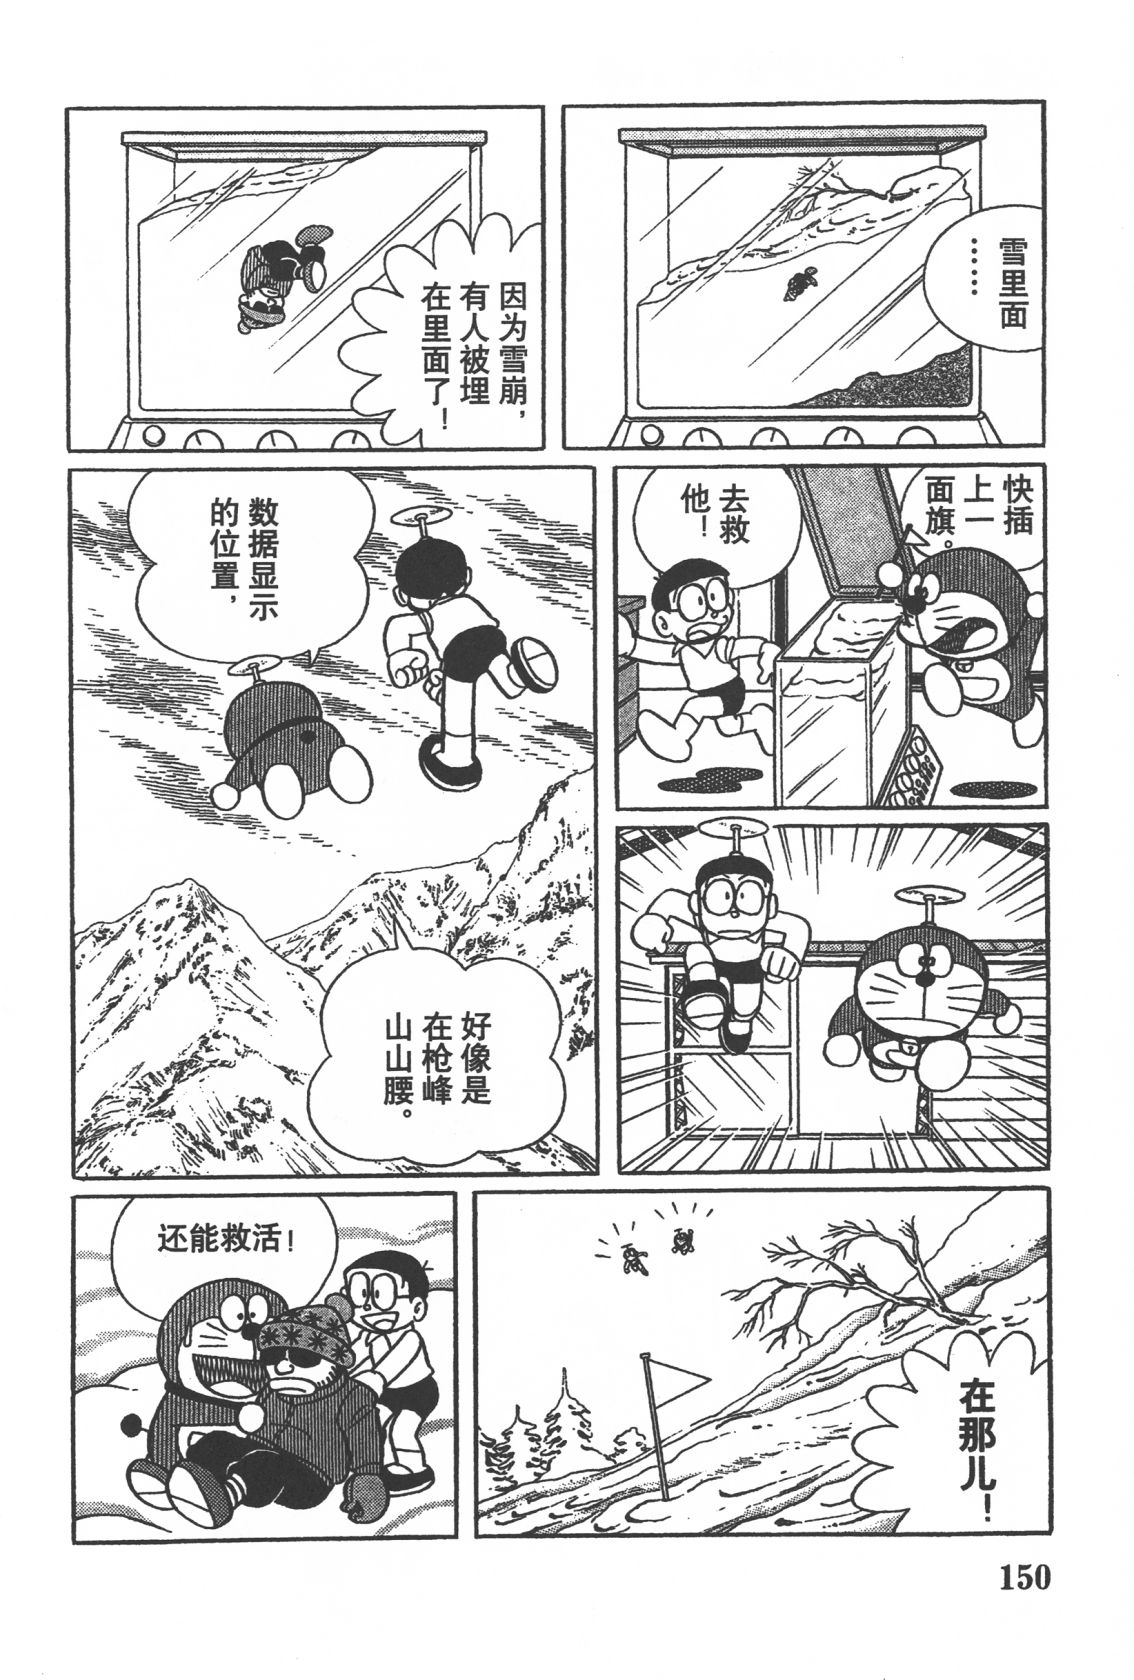 雪里面
……
因为雪崩，
有人被埋
在里面了！
快插
上一
面旗。
去救
他！
数据显示
的位置，
好像是
在枪峰
山山腰。
在那儿！
还能救活！
150